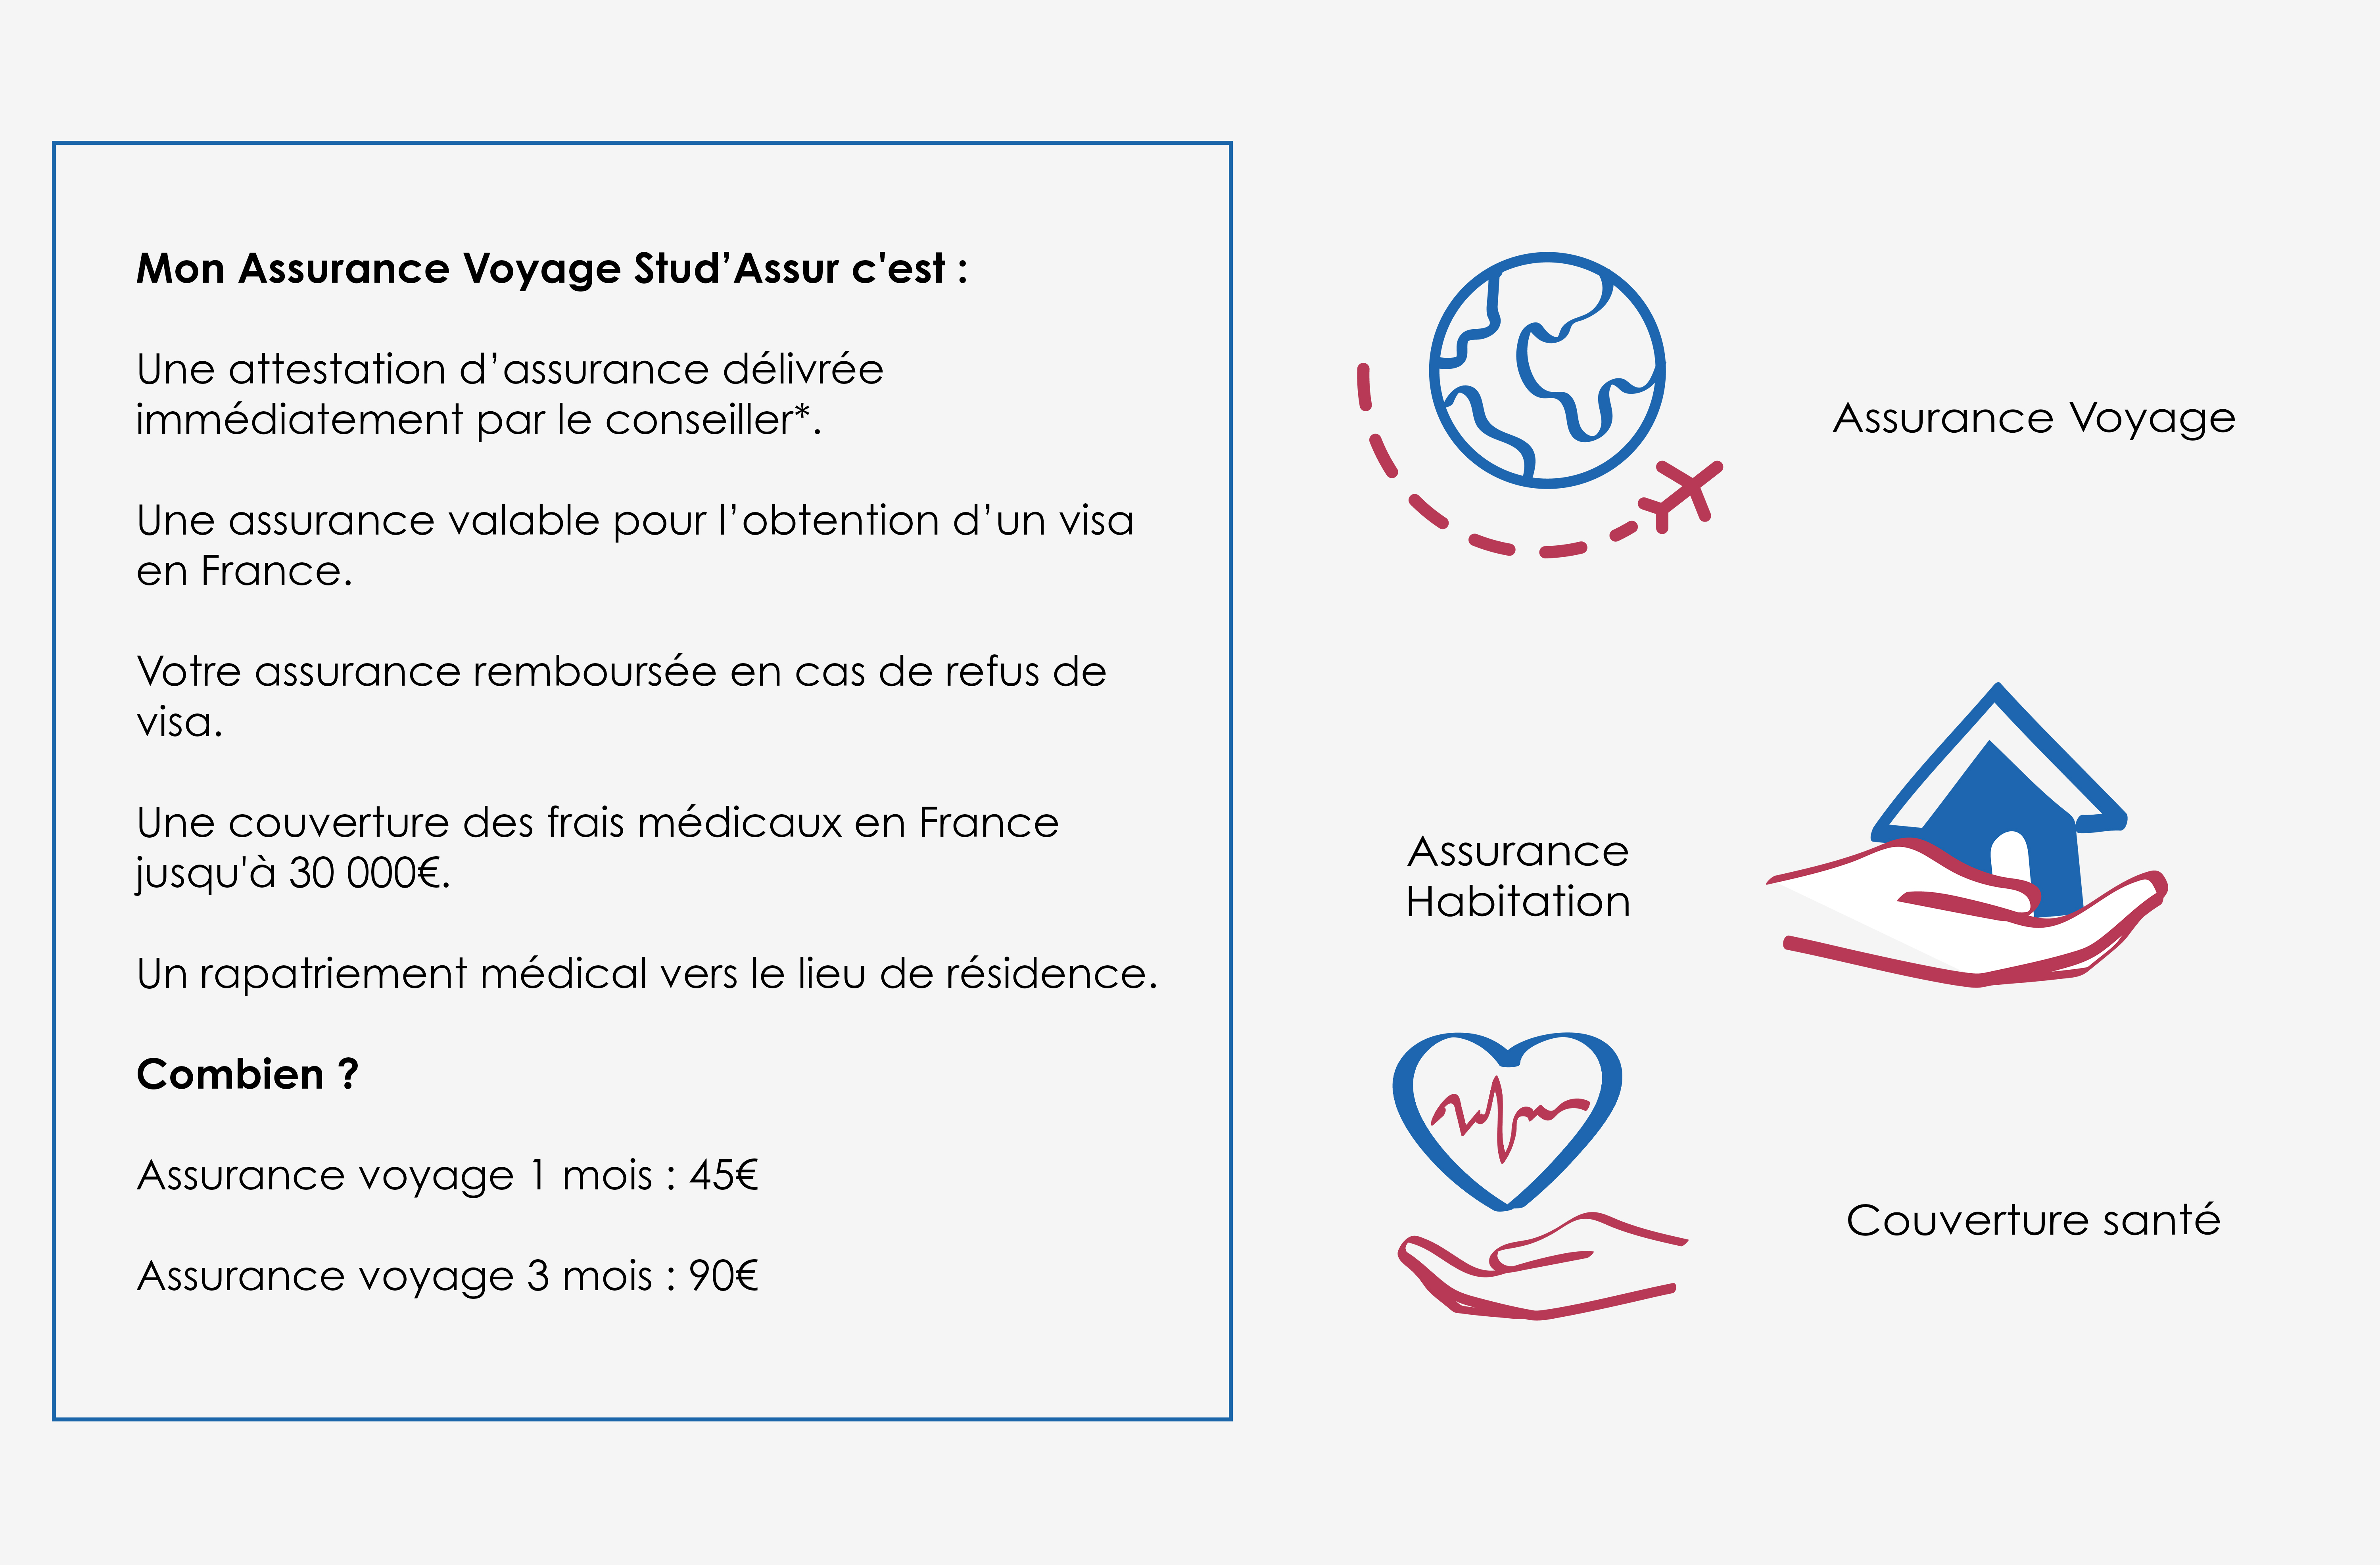 Mon Assurance Voyage Stud’Assur c'est :
Une attestation d’assurance délivrée
immédiatement par le conseiller*.
Une assurance valable pour l’obtention d’un visa
en France.
Votre assurance remboursée en cas de refus de
visa.
Une couverture des frais médicaux en France
jusqu'à 30 000€.
Un rapatriement médical vers le lieu de résidence.
Combien ?
Assurance voyage 1 mois : 45€
Assurance voyage 3 mois : 90€
Assurance Voyage
Assurance
Habitation
Couverture santé